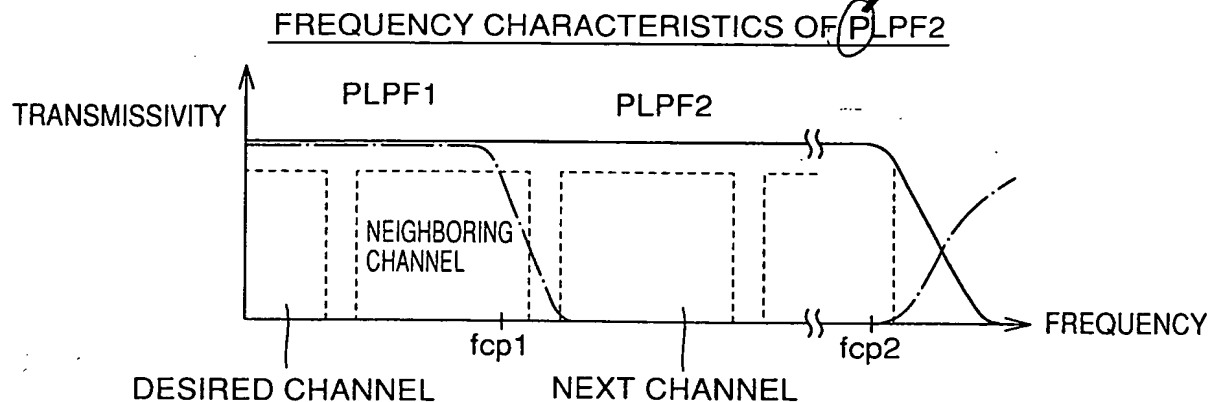 FREQUENCY CHARACTERISTICS OF PLPF2
PLPF1
PLPF2
TRANSMISSIVITY
NEIGHBORING
CHANNEL
fcp1
fcp2
FREQUENCY
DESIRED CHANNEL
NEXT CHANNEL